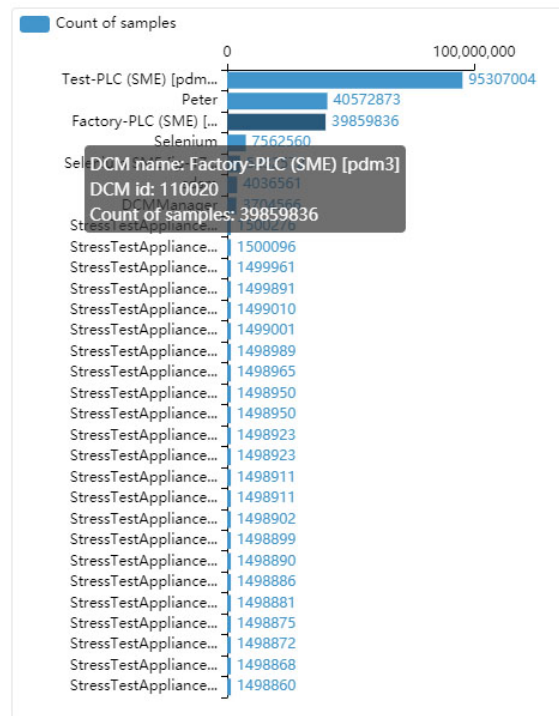 Count of samples
0 100,000,000
Test-PLC (SME) [pdm... 95307004
Peter 40572873
Factory-PLC (SME) [... 39859836
Selenium 7562560
DCM name: Factory-PLC (SME) [pdm3]
DCM id: 110020 4036561
DCMManager 3704566
Count of samples: 39859836
StressTestAppliance... 1500276
StressTestAppliance... 1500096
StressTestAppliance... 1499961
StressTestAppliance... 1499891
StressTestAppliance... 1499010
StressTestAppliance... 1499001
StressTestAppliance... 1498989
StressTestAppliance... 1498965
StressTestAppliance... 1498950
StressTestAppliance... 1498950
StressTestAppliance... 1498923
StressTestAppliance... 1498923
StressTestAppliance... 1498911
StressTestAppliance... 1498911
StressTestAppliance... 1498902
StressTestAppliance... 1498899
StressTestAppliance... 1498890
StressTestAppliance... 1498886
StressTestAppliance... 1498881
StressTestAppliance... 1498875
StressTestAppliance... 1498872
StressTestAppliance... 1498868
StressTestAppliance... 1498860